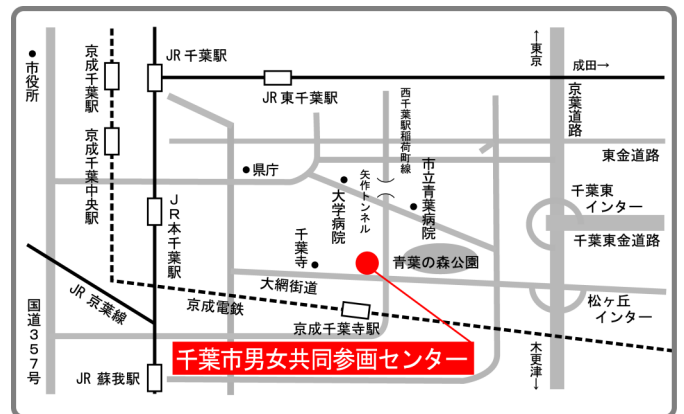 市役所
京成千葉駅
京成千葉中央駅
JR千葉駅
JR東千葉駅
←東京
成田→
京葉道路
西千葉駅稲荷町線
東金道路
県庁
大学病院
矢作トンネル
市立青葉病院
千葉東
インター
千葉東金道路
JR本千葉駅
千葉寺
青葉の森公園
大網街道
松ヶ丘
インター
JR京葉線
京成電鉄
京成千葉寺駅
国道357号
千葉市男女共同参画センター
木更津→
JR 蘇我駅